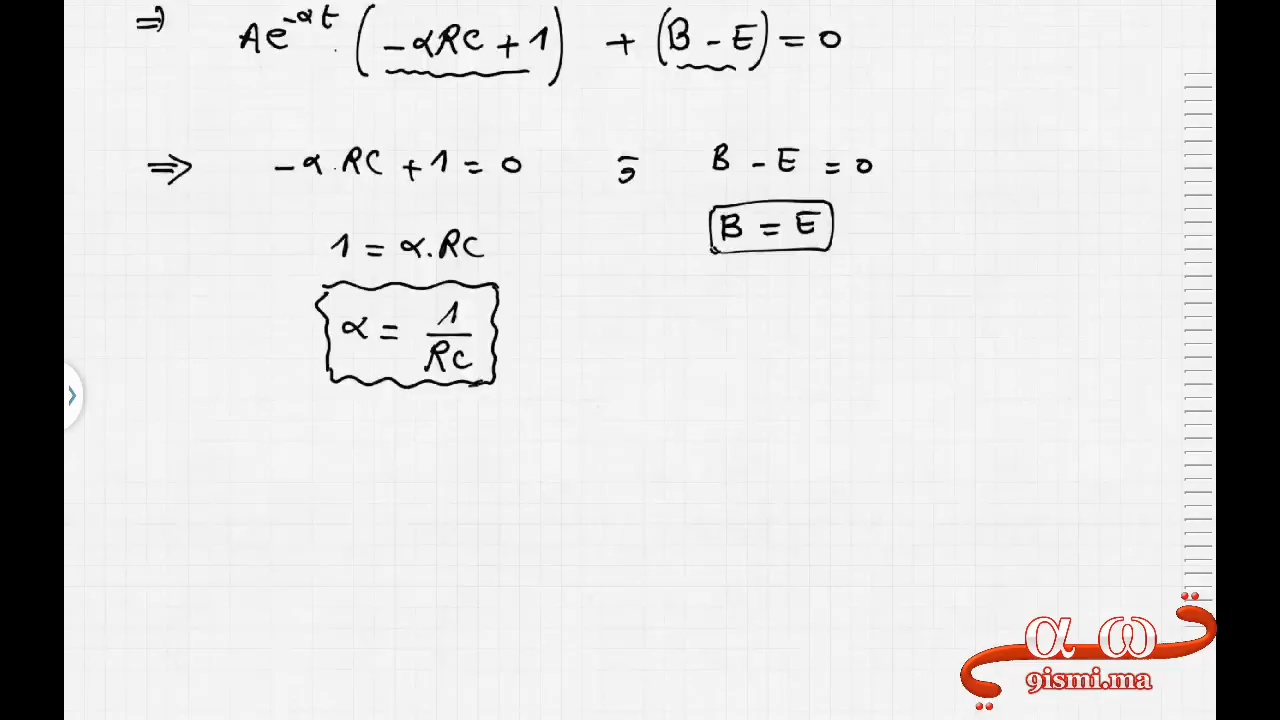 ⇒ Ae^{-αt}·(-αRC + 1) + (B - E) = 0
⇒ -α·RC + 1 = 0 و B - E = 0
1 = α·RC B = E
α = 1/RC
α ω
9ismi.ma